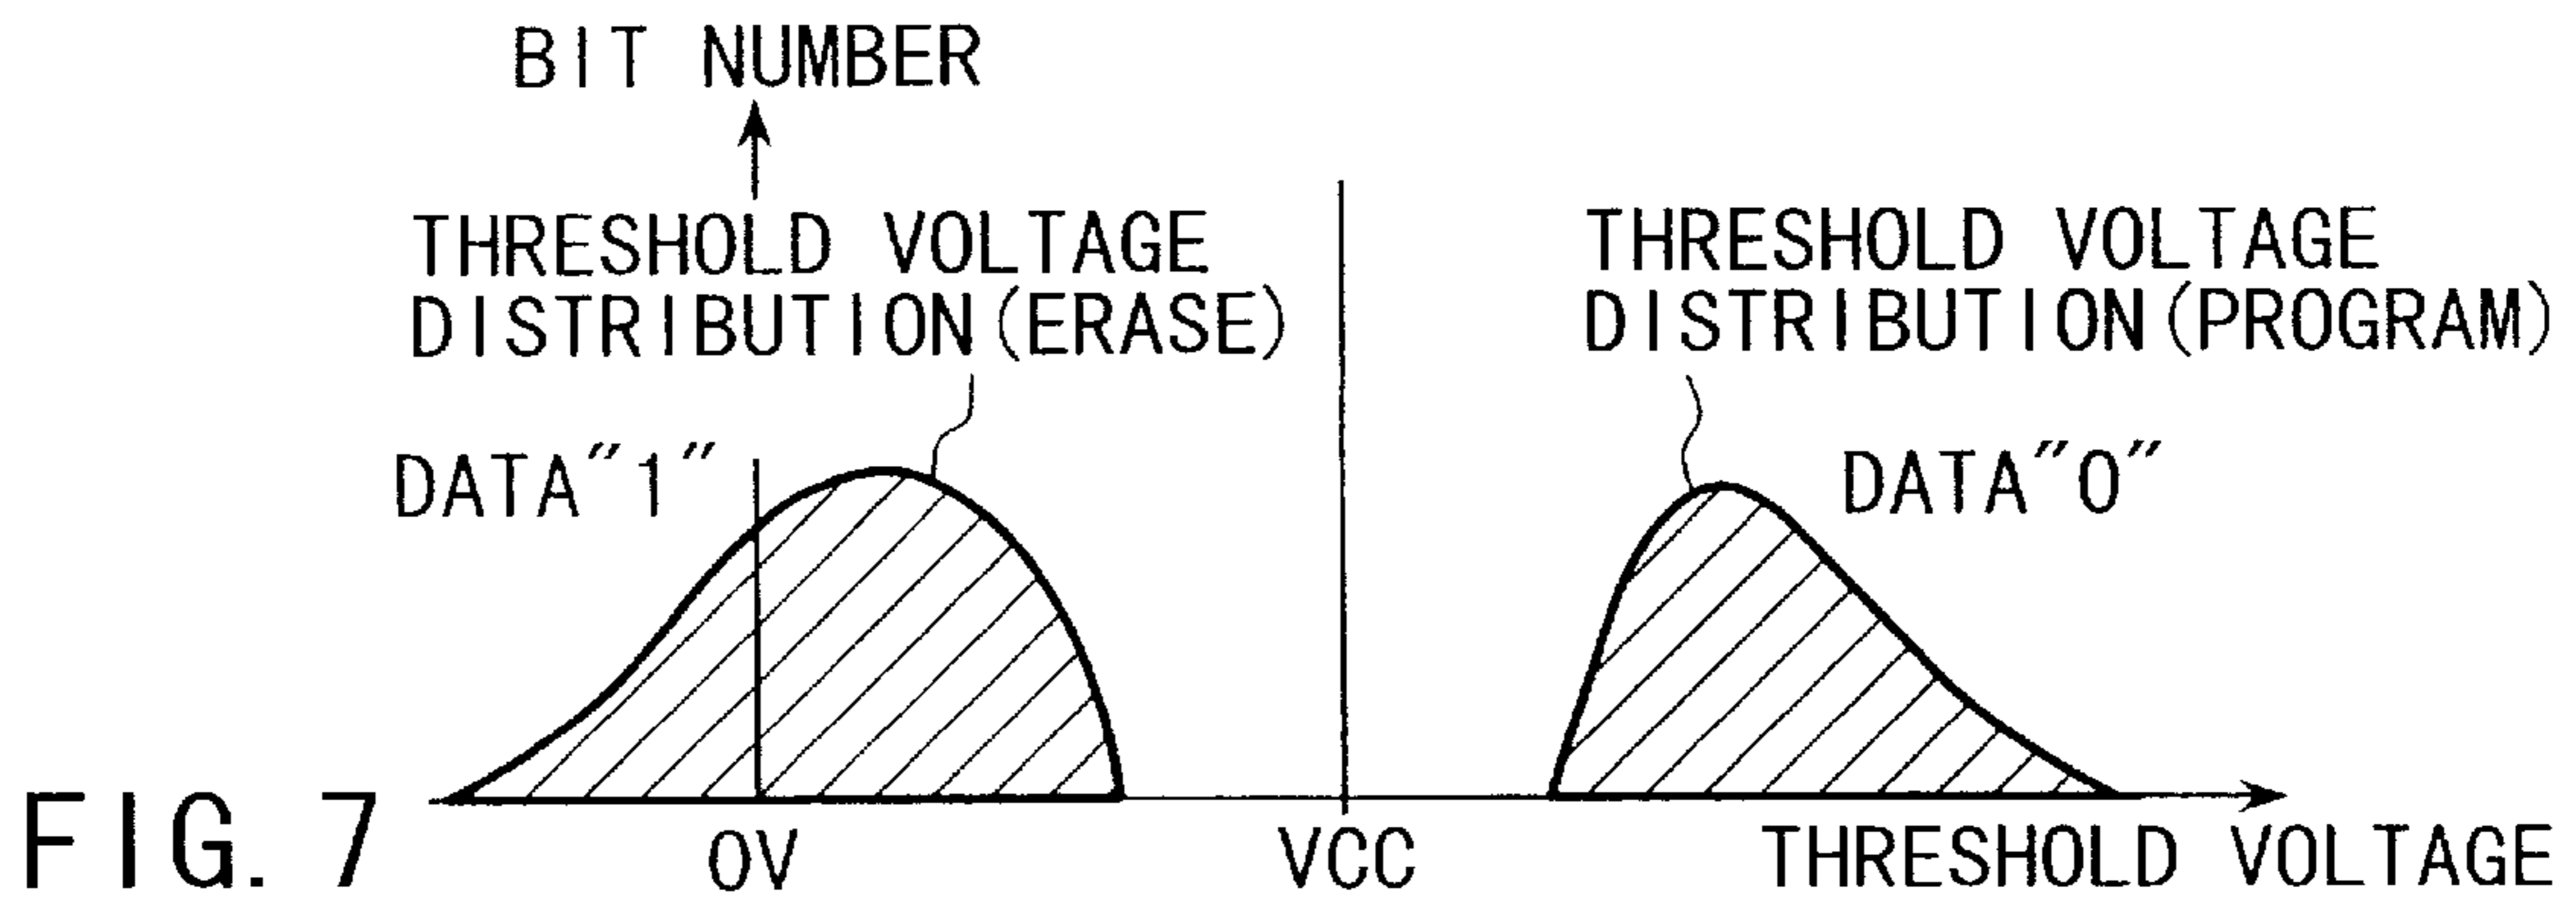 BIT NUMBER
THRESHOLD VOLTAGE
DISTRIBUTION(ERASE)
THRESHOLD VOLTAGE
DISTRIBUTION(PROGRAM)
DATA"1"
DATA"0"
0V
VCC
THRESHOLD VOLTAGE
FIG. 7